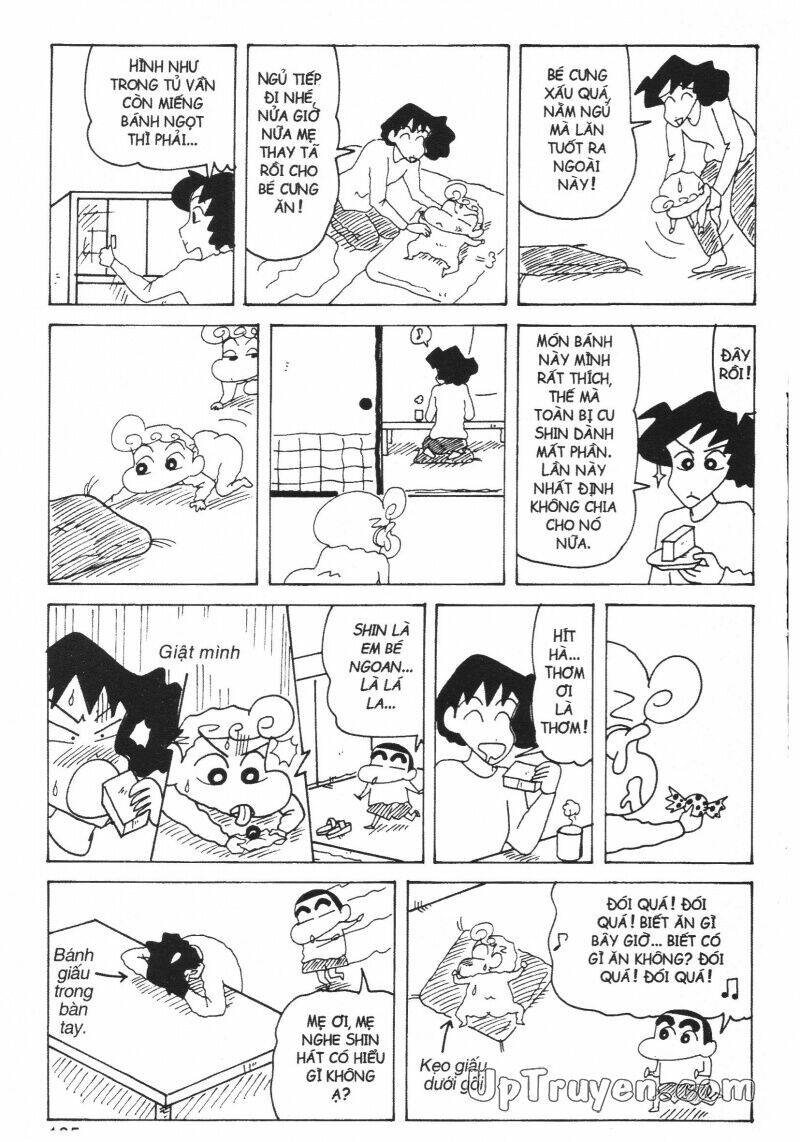 BÉ CƯNG
XẤU QUÁ,
NẰM NGỦ
MÀ LĂN
TUỐT RA
NGOÀI
NÀY!
NGỦ TIẾP
ĐI NHÉ,
NỬA GIỜ
NỮA MẸ
THAY TÃ
RỒI CHO
BÉ CƯNG
ĂN!
HÌNH NHƯ
TRONG TỦ VẪN
CÒN MIẾNG
BÁNH NGỌT
THÌ PHẢI...
ĐÂY
RỒI!
MÓN BÁNH
NÀY MÌNH
RẤT THÍCH,
THẾ MÀ
TOÀN BỊ CU
SHIN DÀNH
MẤT PHẦN.
LẦN NÀY
NHẤT ĐỊNH
KHÔNG CHIA
CHO NÓ
NỮA.
HÍT
HÀ...
THƠM
ƠI
LÀ
THƠM!
SHIN LÀ
EM BÉ
NGOAN...
LÀ LÁ
LA...
Giật mình
ĐÓI QUÁ! ĐÓI
QUÁ! BIẾT ĂN GÌ
BÂY GIỜ... BIẾT CÓ
GÌ ĂN KHÔNG? ĐÓI
QUÁ! ĐÓI QUÁ!
Kẹo giấu
dưới gối
MẸ ƠI, MẸ
NGHE SHIN
HÁT CÓ HIỂU
GÌ KHÔNG
Ạ?
Bánh
giấu
trong
bàn
tay.
UpTruyen.com